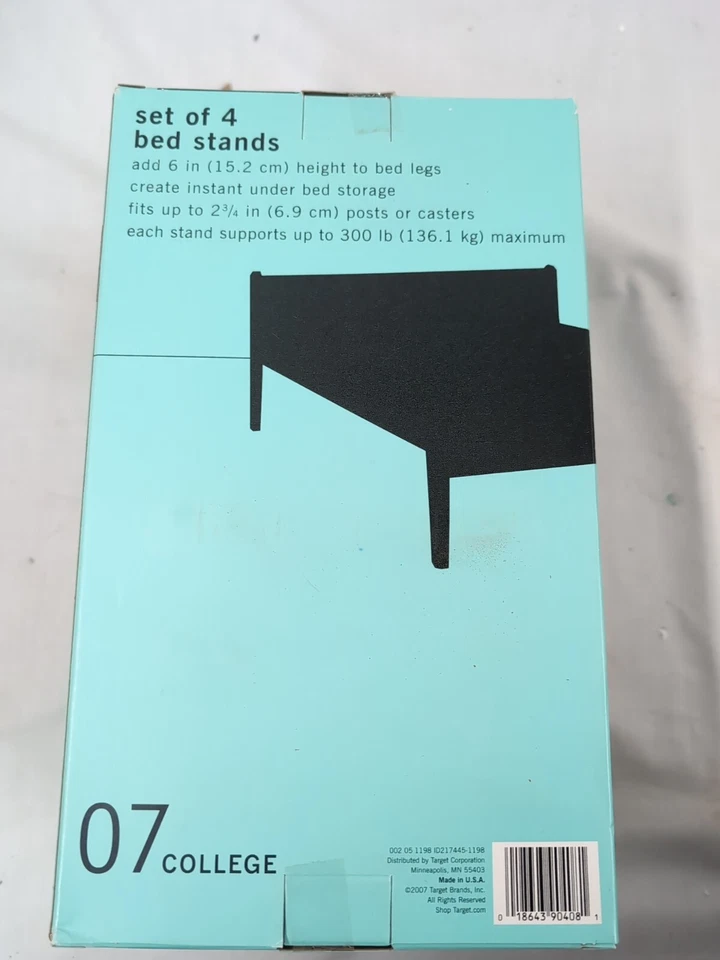 set of 4
bed stands
add 6 in (15.2 cm) height to bed legs
create instant under bed storage
fits up to 2¾ in (6.9 cm) posts or casters
each stand supports up to 300 lb (136.1 kg) maximum
07 COLLEGE
002 05.1198 ID217445-1198
Distributed by Target Corporation
Minneapolis, MN 55403
Made in U.S.A.
©2007 Target Brands, Inc.
All Rights Reserved
Shop Target.com
0 18643 90408 1